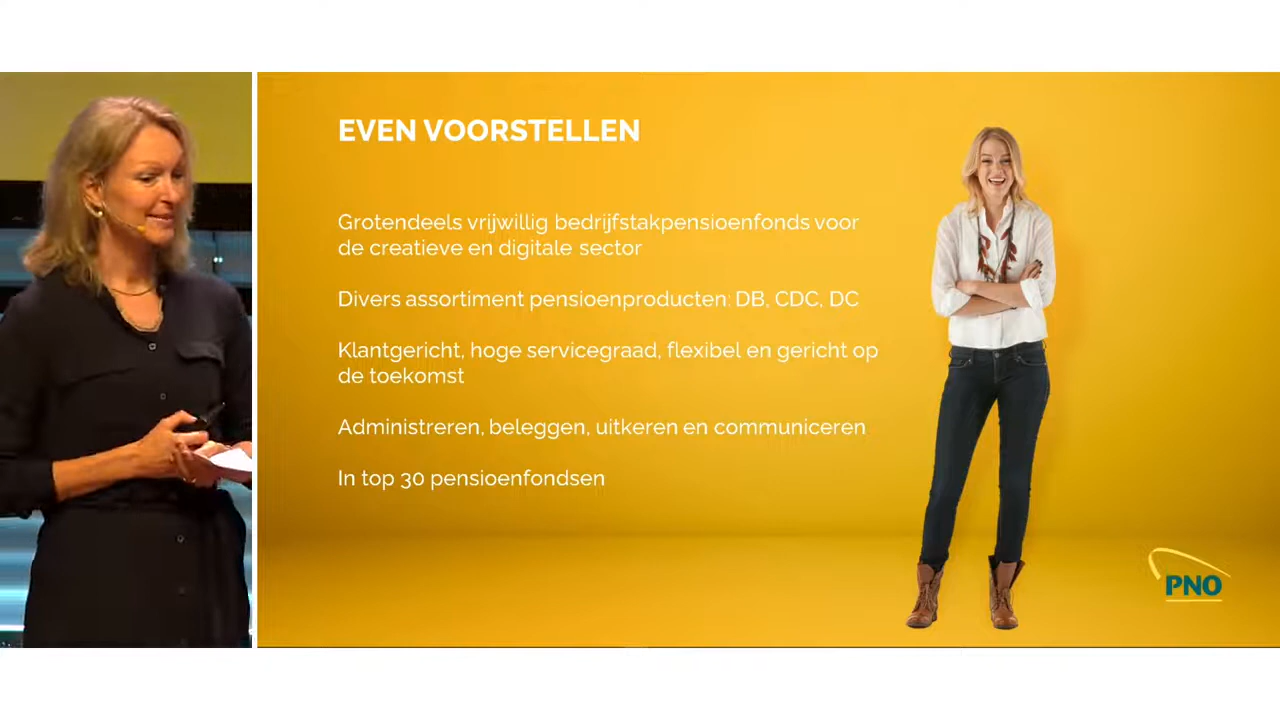 EVEN VOORSTELLEN
Grotendeels vrijwillig bedrijfstakpensioenfonds voor
de creatieve en digitale sector
Divers assortiment pensioenproducten: DB, CDC, DC
Klantgericht, hoge servicegraad, flexibel en gericht op
de toekomst
Administreren, beleggen, uitkeren en communiceren
In top 30 pensioenfondsen
PNO